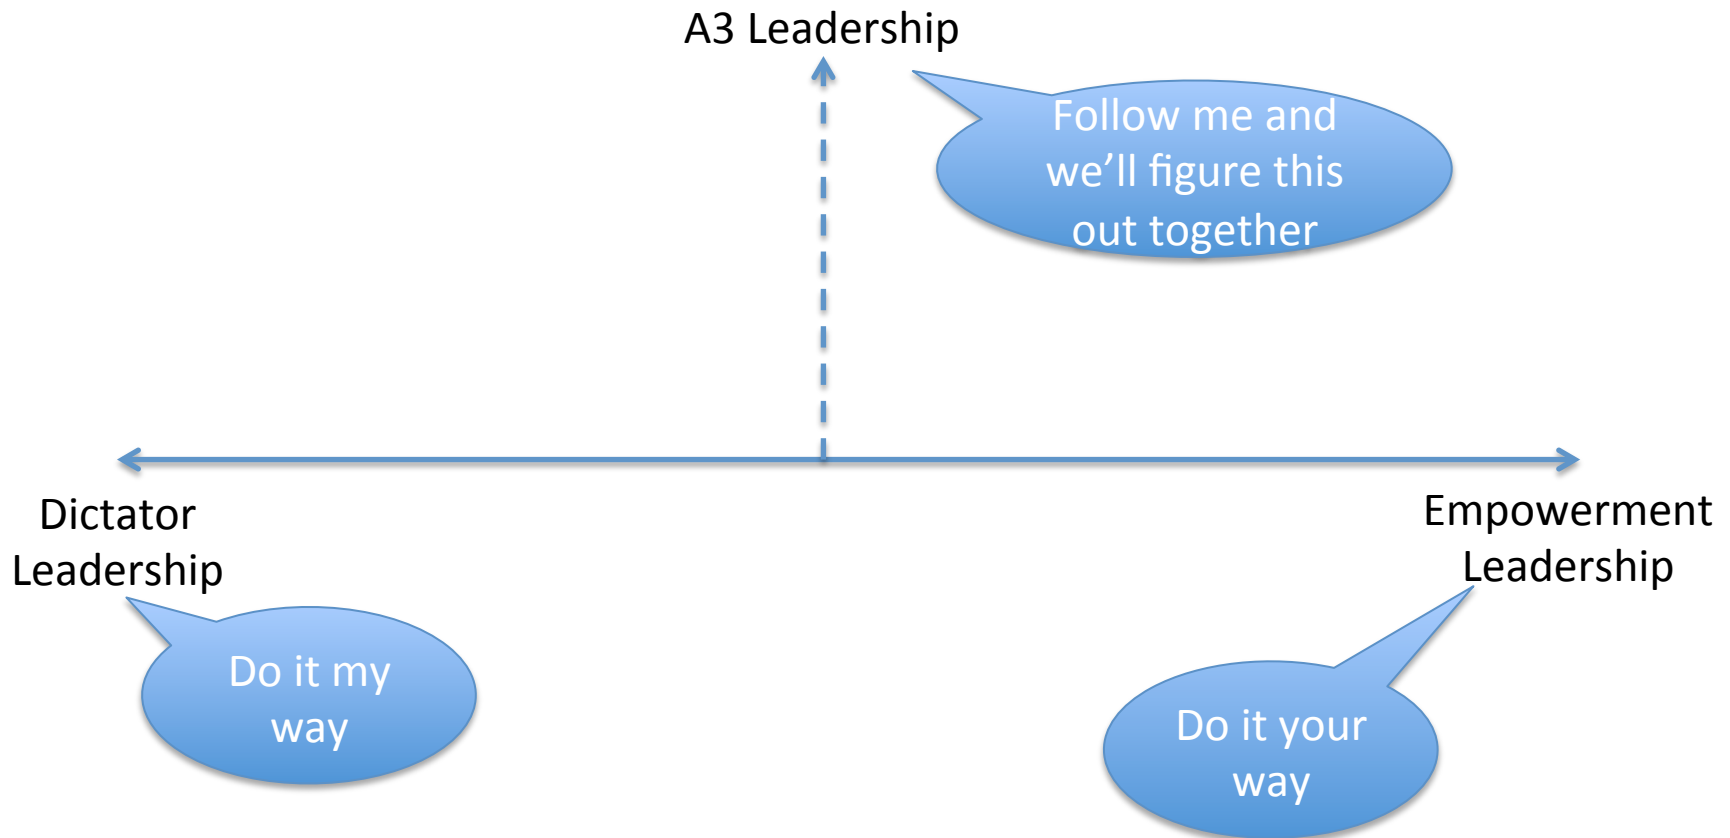 A3 Leadership
Follow me and
we’ll figure this
out together
Dictator
Leadership
Do it my
way
Empowerment
Leadership
Do it your
way